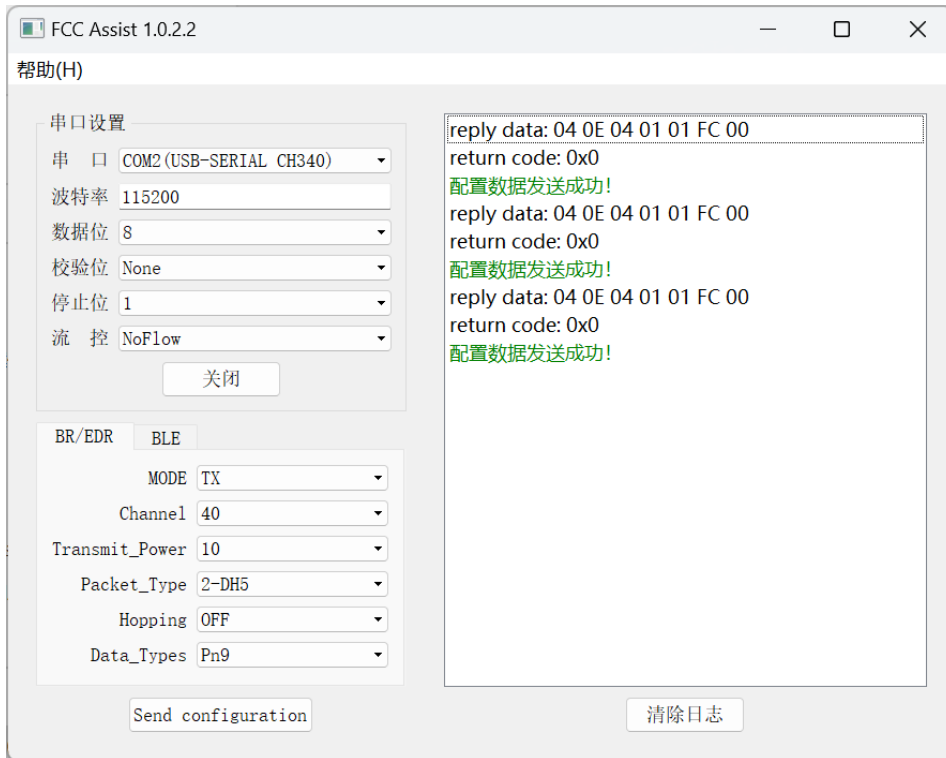 FCC Assist 1.0.2.2
帮助(H)
串口设置
串 口 COM2(USB-SERIAL CH340)
波特率 115200
数据位 8
校验位 None
停止位 1
流 控 NoFlow
关闭
BR/EDR BLE
MODE TX
Channel 40
Transmit_Power 10
Packet_Type 2-DH5
Hopping OFF
Data_Types Pn9
Send configuration
reply data: 04 0E 04 01 01 FC 00
return code: 0x0
配置数据发送成功!
reply data: 04 0E 04 01 01 FC 00
return code: 0x0
配置数据发送成功!
reply data: 04 0E 04 01 01 FC 00
return code: 0x0
配置数据发送成功!
清除日志